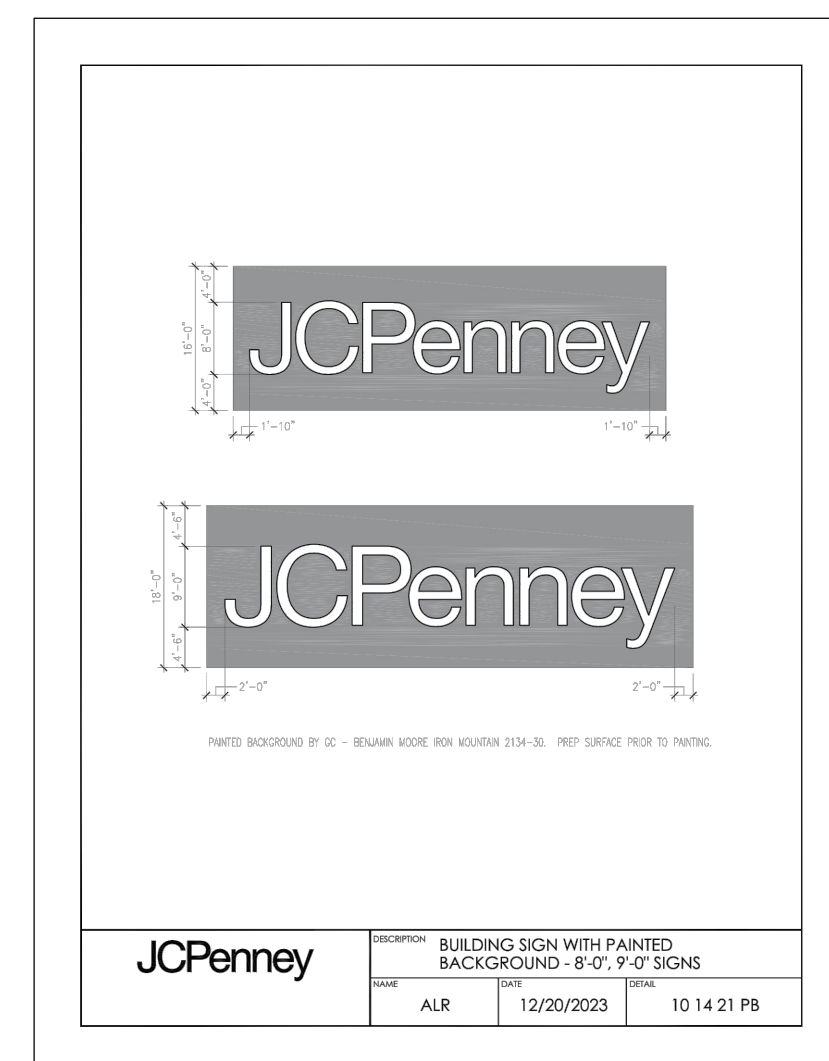 4'-0"
16'-0"
8'-0"
4'-0"
JCPenney
1'-10"
1'-10"
4'-6"
18'-0"
9'-0"
4'-6"
JCPenney
2'-0"
2'-0"
PAINTED BACKGROUND BY GC - BENJAMIN MOORE IRON MOUNTAIN 2134-30. PREP SURFACE PRIOR TO PAINTING.
JCPenney
DESCRIPTION
BUILDING SIGN WITH PAINTED
BACKGROUND - 8'-0", 9'-0" SIGNS
NAME
ALR
DATE
12/20/2023
DETAIL
10 14 21 PB